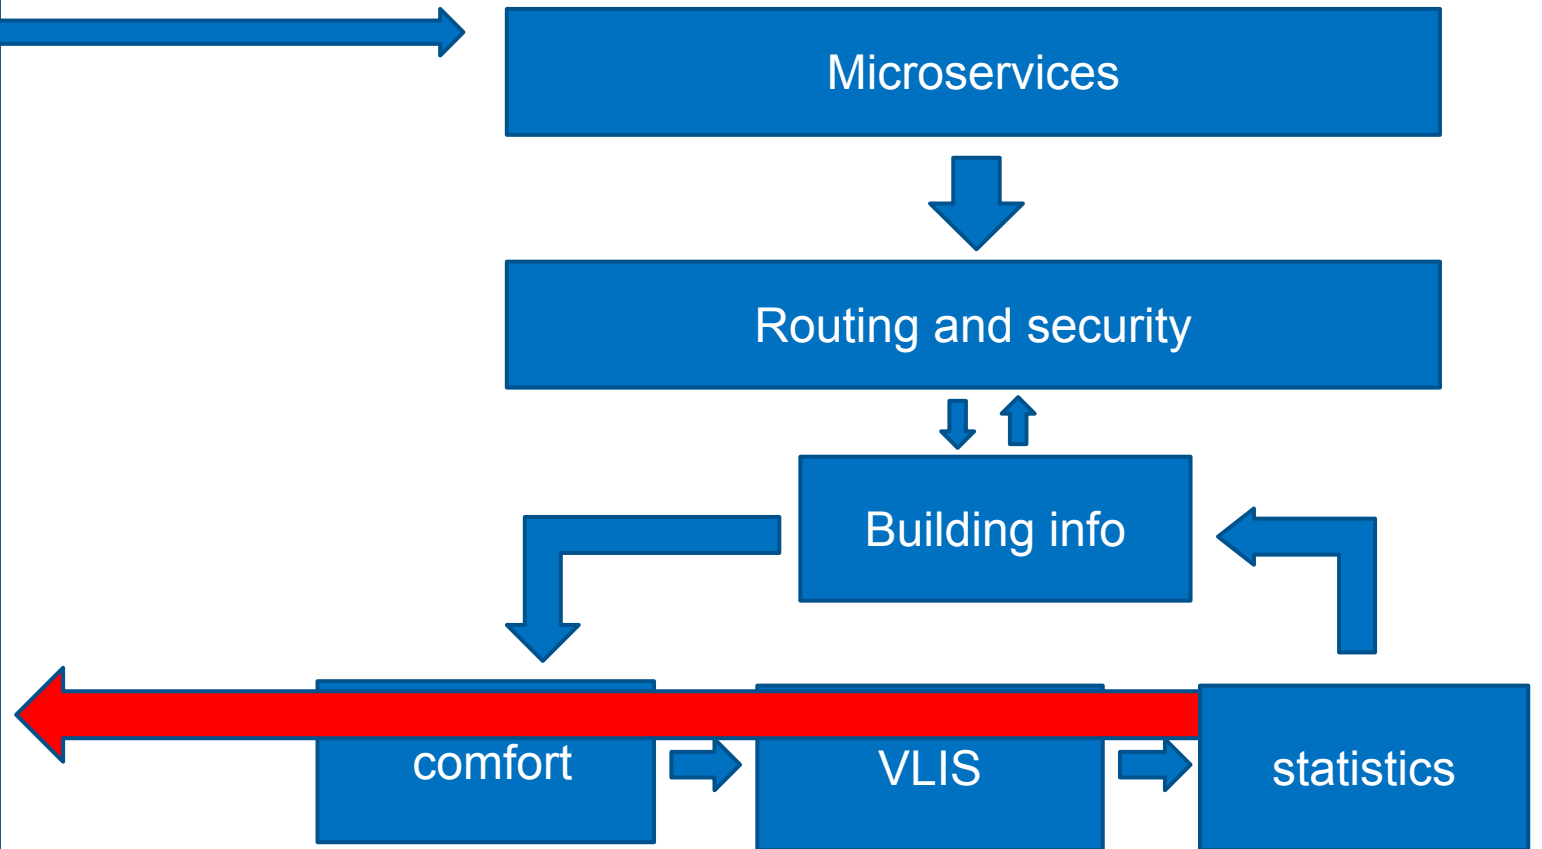 Microservices
Routing and security
Building info
comfort
VLIS
statistics